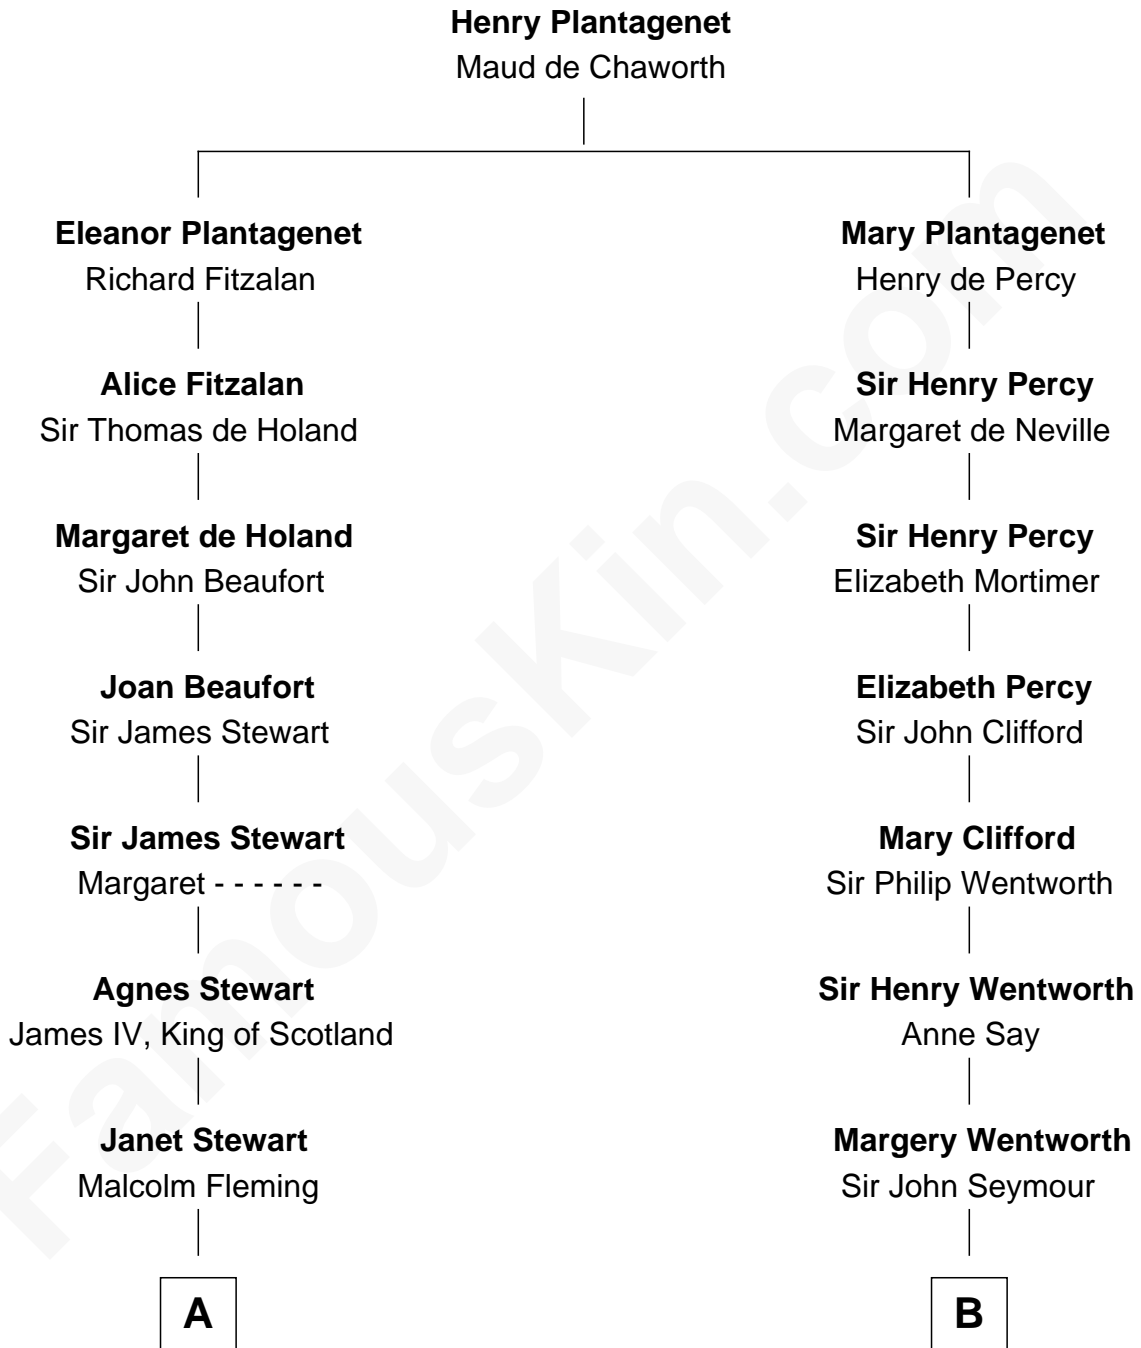 Henry Plantagenet
Maud de Chaworth
Eleanor Plantagenet
Richard Fitzalan
Mary Plantagenet
Henry de Percy
Alice Fitzalan
Sir Thomas de Holand
Sir Henry Percy
Margaret de Neville
Margaret de Holand
Sir John Beaufort
Sir Henry Percy
Elizabeth Mortimer
Joan Beaufort
Sir James Stewart
Elizabeth Percy
Sir John Clifford
Sir James Stewart
Margaret - - - - - -
Mary Clifford
Sir Philip Wentworth
Agnes Stewart
James IV, King of Scotland
Sir Henry Wentworth
Anne Say
Janet Stewart
Malcolm Fleming
Margery Wentworth
Sir John Seymour
A
B
FamousKin.com